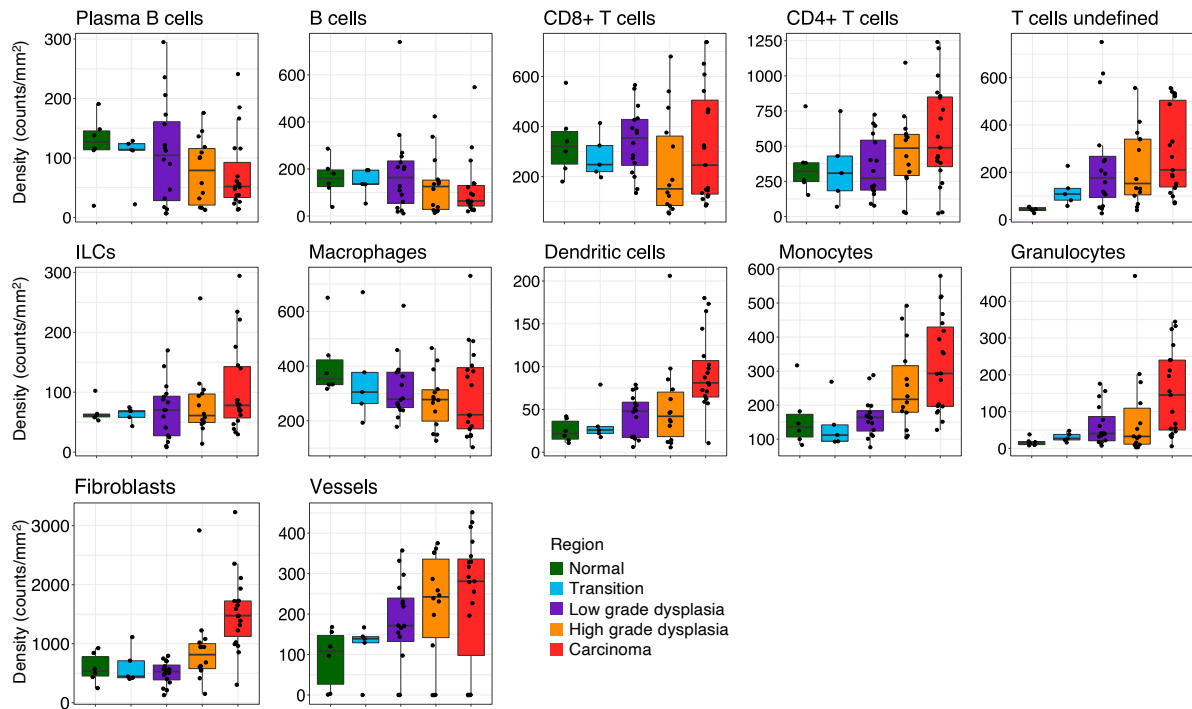 Plasma B cells
B cells
CD8+ T cells
CD4+ T cells
T cells undefined
Density (counts/mm²)
300
200
100
0
600
400
200
0
600
400
200
1250
1000
750
500
250
0
600
400
200
0
ILCs
Macrophages
Dendritic cells
Monocytes
Granulocytes
Density (counts/mm²)
300
200
100
0
600
400
200
200
150
100
50
0
600
500
400
300
200
100
400
300
200
100
50
0
Fibroblasts
Vessels
Density (counts/mm²)
3000
2000
1000
0
400
300
200
100
0
Region
Normal
Transition
Low grade dysplasia
High grade dysplasia
Carcinoma